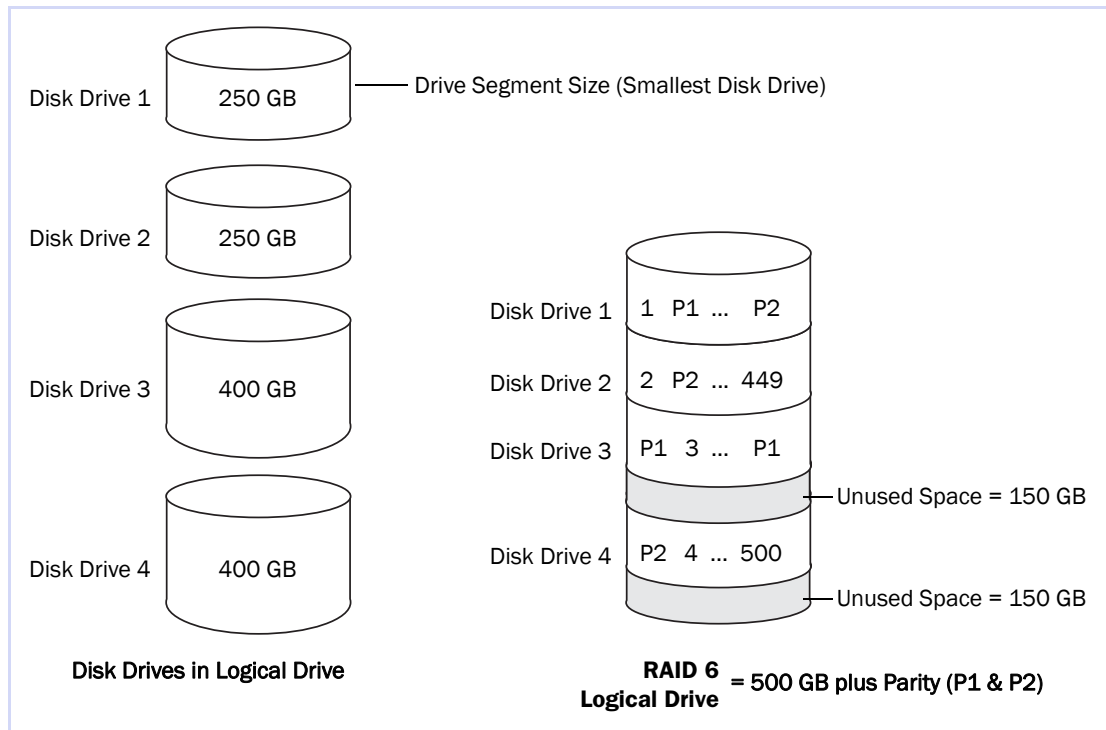 Disk Drive 1
250 GB
Drive Segment Size (Smallest Disk Drive)
Disk Drive 2
250 GB
Disk Drive 3
400 GB
Disk Drive 4
400 GB
Disk Drives in Logical Drive
Disk Drive 1
1 P1 ... P2
Disk Drive 2
2 P2 ... 449
Disk Drive 3
P1 3 ... P1
Unused Space = 150 GB
Disk Drive 4
P2 4 ... 500
Unused Space = 150 GB
RAID 6
Logical Drive
= 500 GB plus Parity (P1 & P2)